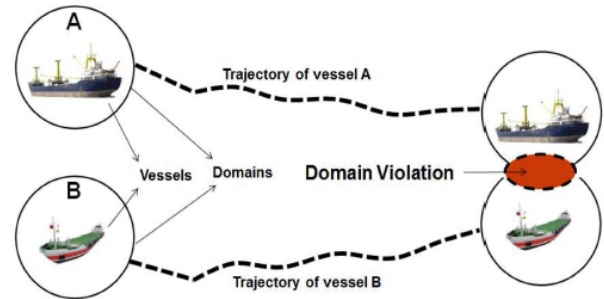 A
Trajectory of vessel A
Vessels
Domains
Domain Violation
B
Trajectory of vessel B